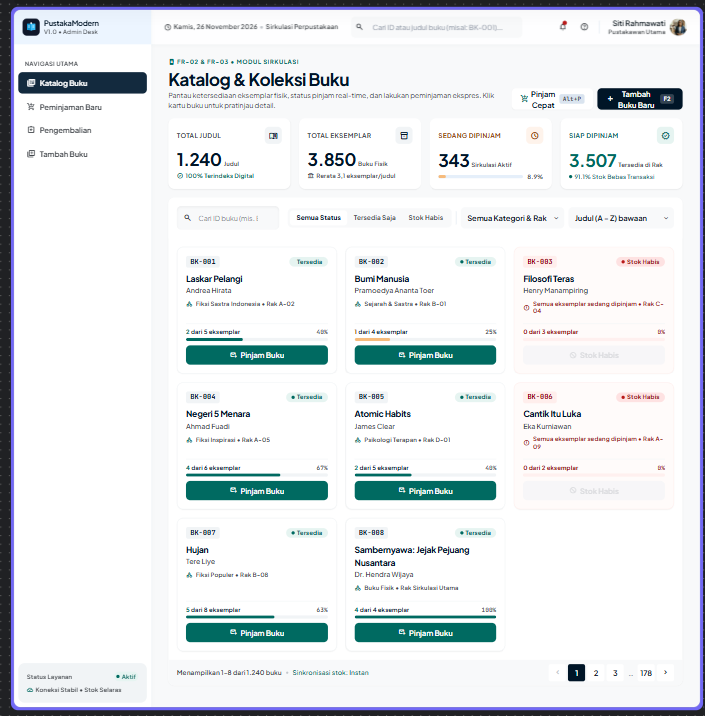 PustakaModern
V1.0 • Admin Desk
Kamis, 26 November 2026 – Sirkulasi Perpustakaan
Cari ID atau judul buku (misal: BK-001)...
Siti Rahmawati
Pustakawan Utama
NAVIGASI UTAMA
Katalog Buku
Peminjaman Baru
Pengembalian
Tambah Buku
FR-02 & FR-03 • MODUL SIRKULASI
Katalog & Koleksi Buku
Pantau ketersediaan eksemplar fisik, status pinjam real-time, dan lakukan peminjaman ekspres. Klik
kartu buku untuk pratinjau detail.
Pinjam
Cepat
Alt+P
Tambah
Buku Baru
F2
TOTAL JUDUL
1.240 Judul
100% Terindeks Digital
TOTAL EKSEMPLAR
3.850 Buku Fisik
Rerata 3,1 eksemplar/judul
SEDANG DIPINJAM
343 Sirkulasi Aktif
8.9%
SIAP DIPINJAM
3.507 Tersedia di Rak
91.1% Stok Bebas Transaksi
Cari ID buku (mis. l
Semua Status
Tersedia Saja
Stok Habis
Semua Kategori & Rak
Judul (A - Z) bawaan
BK-001
Tersedia
Laskar Pelangi
Andrea Hirata
Fiksi Sastra Indonesia • Rak A-02
2 dari 5 eksemplar
40%
Pinjam Buku
BK-002
Tersedia
Bumi Manusia
Pramoedya Ananta Toer
Sejarah & Sastra • Rak B-01
1 dari 4 eksemplar
25%
Pinjam Buku
BK-003
Stok Habis
Filosofi Teras
Henry Manampiring
Semua eksemplar sedang dipinjam • Rak C-
04
0 dari 3 eksemplar
0%
Stok Habis
BK-004
Tersedia
Negeri 5 Menara
Ahmad Fuadi
Fiksi Inspirasi • Rak A-05
4 dari 6 eksemplar
67%
Pinjam Buku
BK-005
Tersedia
Atomic Habits
James Clear
Psikologi Terapan • Rak D-01
2 dari 5 eksemplar
40%
Pinjam Buku
BK-006
Stok Habis
Cantik Itu Luka
Eka Kurniawan
Semua eksemplar sedang dipinjam • Rak A-
09
0 dari 2 eksemplar
0%
Stok Habis
BK-007
Tersedia
Hujan
Tere Liye
Fiksi Populer • Rak B-08
5 dari 8 eksemplar
63%
Pinjam Buku
BK-008
Tersedia
Sambernyawa: Jejak Pejuang
Nusantara
Dr. Hendra Wijaya
Buku Fisik • Rak Sirkulasi Utama
4 dari 4 eksemplar
100%
Pinjam Buku
Status Layanan
Aktif
Koneksi Stabil • Stok Selaras
Menampilkan 1-8 dari 1.240 buku • Sinkronisasi stok: Instan
1 2 3 ... 178